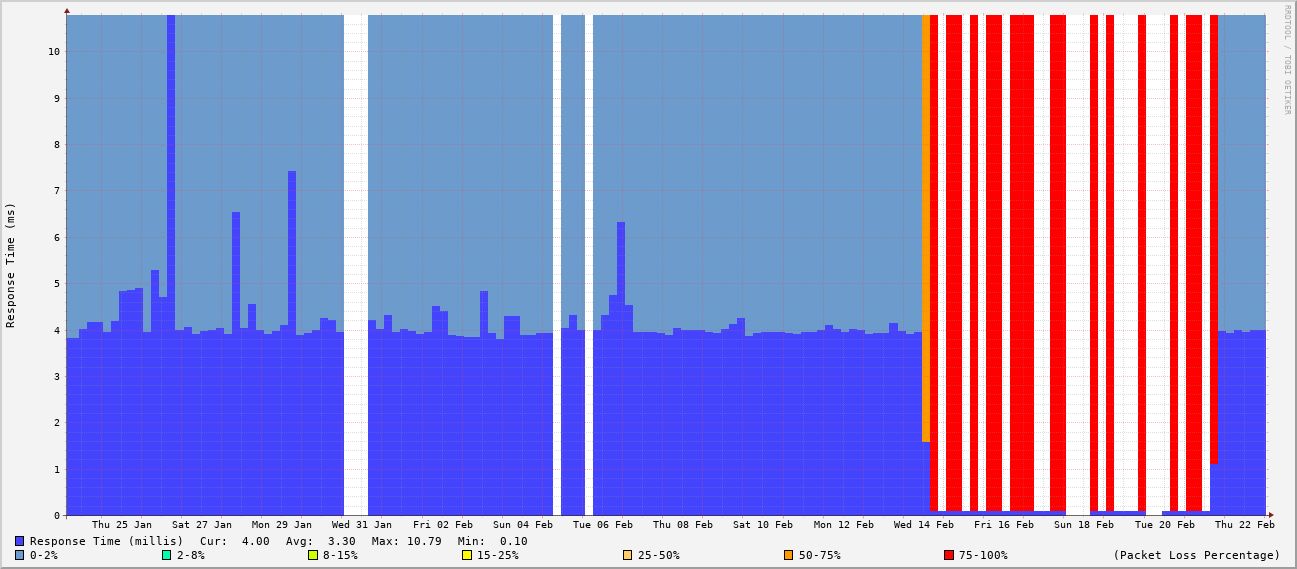 RRDTOOL / TOBI OETIKER
Response Time (ms)
10
9
8
7
6
5
4
3
2
1
0
Thu 25 Jan Sat 27 Jan Mon 29 Jan Wed 31 Jan Fri 02 Feb Sun 04 Feb Tue 06 Feb Thu 08 Feb Sat 10 Feb Mon 12 Feb Wed 14 Feb Fri 16 Feb Sun 18 Feb Tue 20 Feb Thu 22 Feb
Response Time (millis) Cur: 4.00 Avg: 3.30 Max: 10.79 Min: 0.10
0-2% 2-8% 8-15% 15-25% 25-50% 50-75% 75-100% (Packet Loss Percentage)